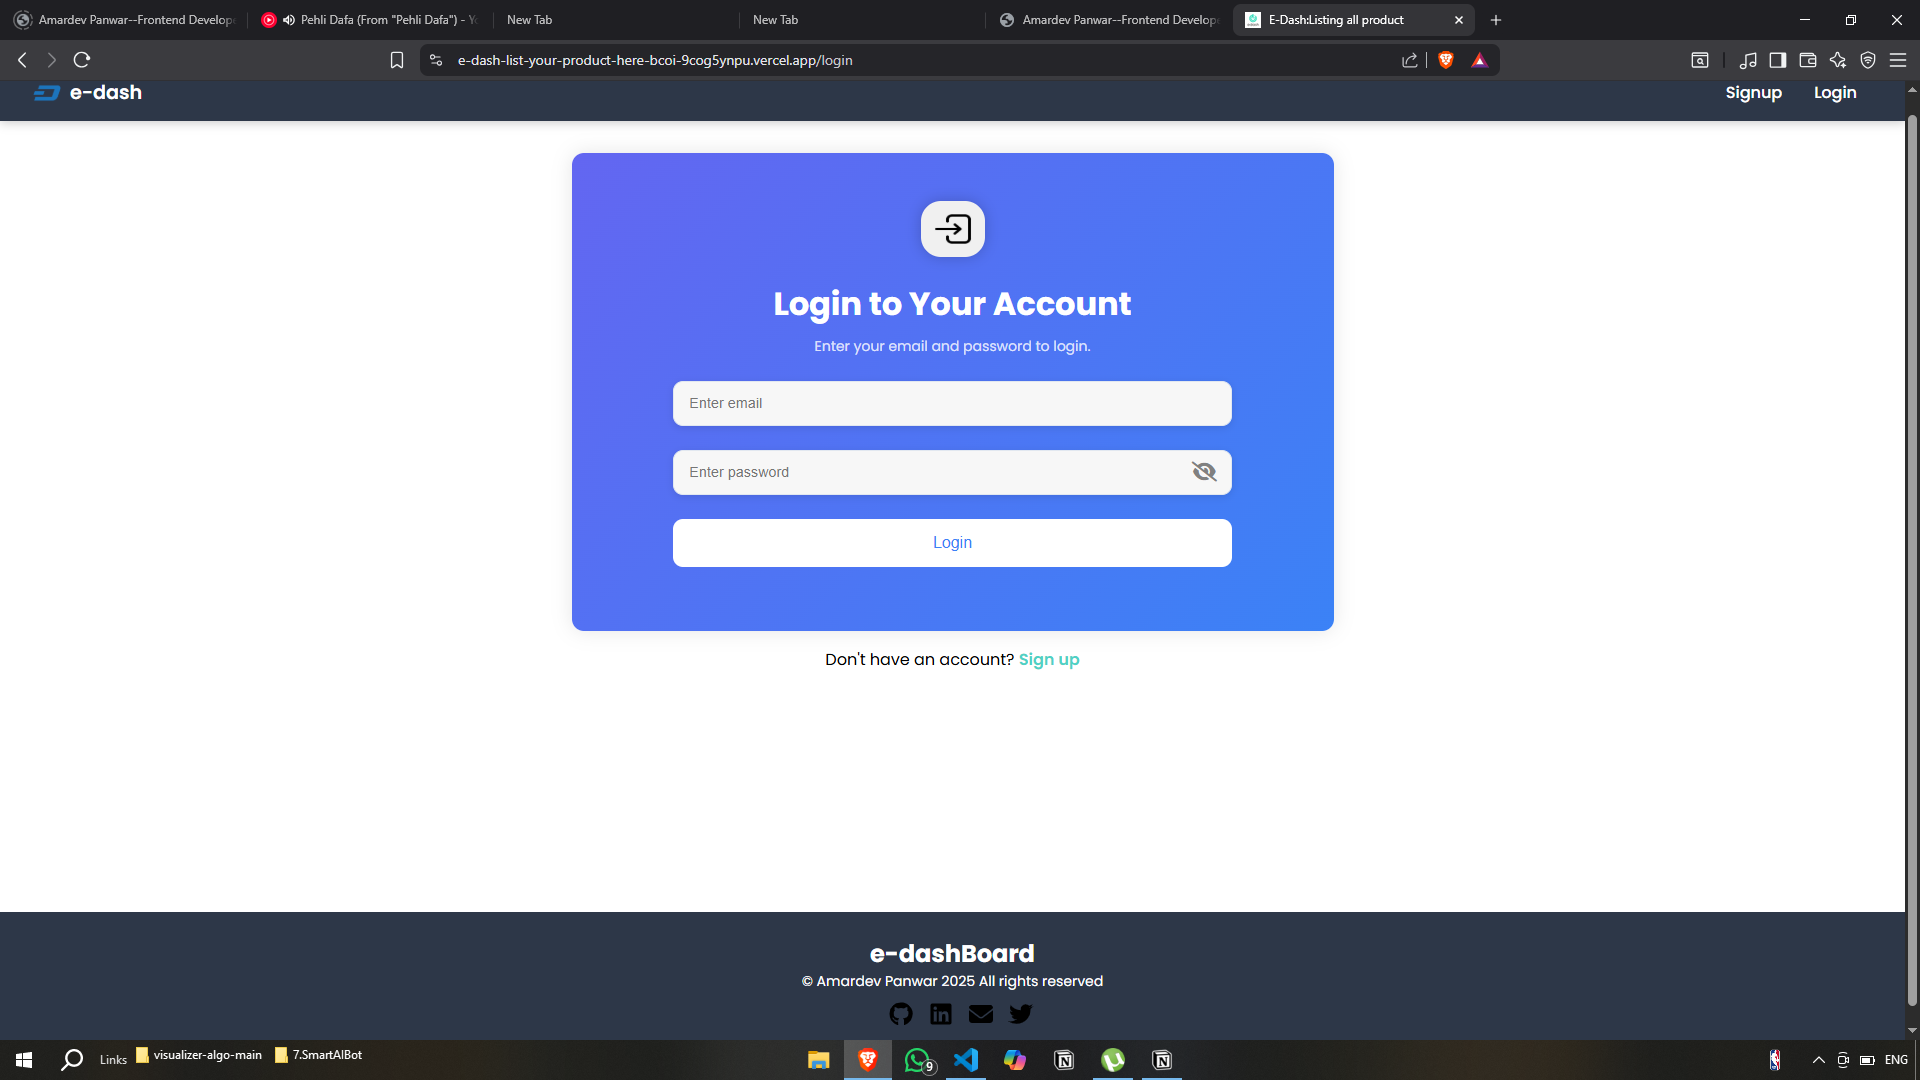 Amardev Panwar--Frontend Develop
Pehli Dafa (From "Pehli Dafa") - Yo
New Tab
New Tab
Amardev Panwar--Frontend Develop
E-Dash:Listing all product
e-dash-list-your-product-here-bcoi-9cog5ynpu.vercel.app/login
e-dash
Signup
Login
Login to Your Account
Enter your email and password to login.
Enter email
Enter password
Login
Don't have an account? Sign up
e-dashBoard
© Amardev Panwar 2025 All rights reserved
Links
visualizer-algo-main
7.SmartAIBot
9
ENG